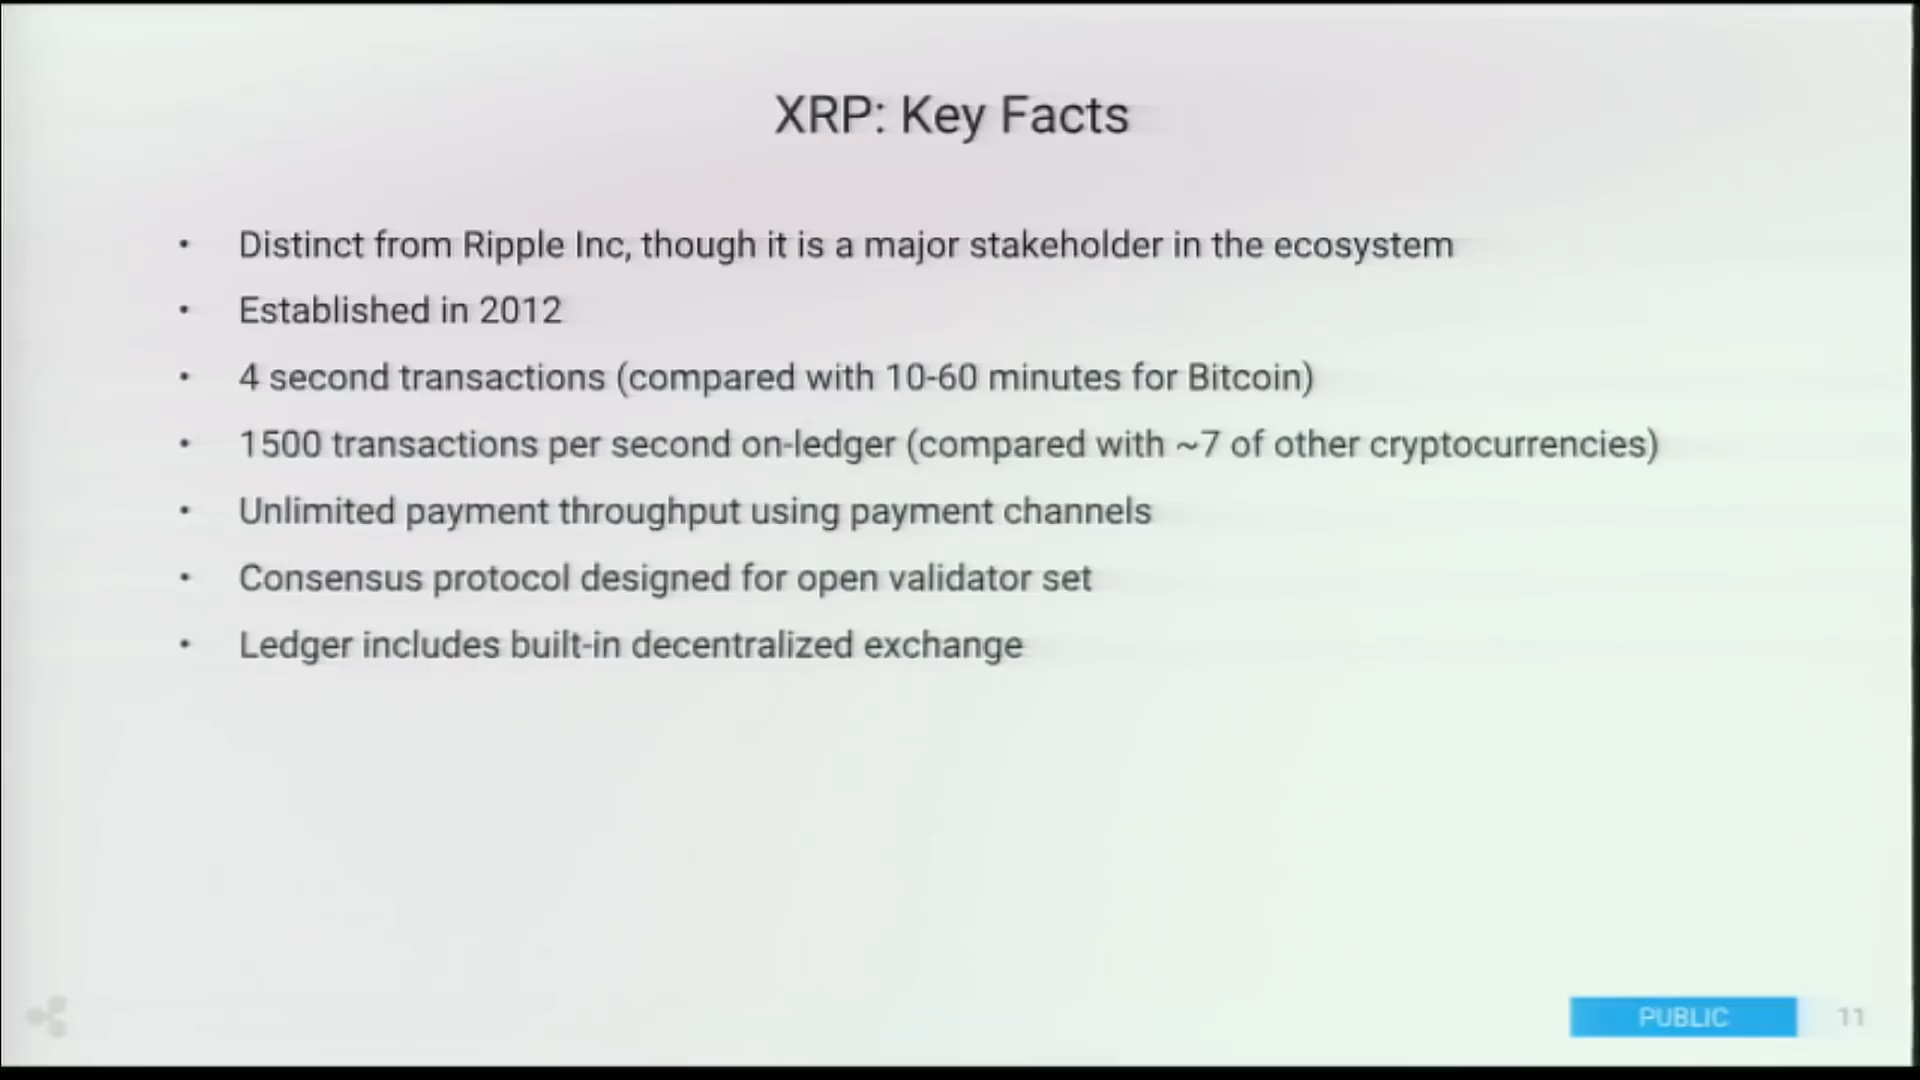 XRP: Key Facts
• Distinct from Ripple Inc, though it is a major stakeholder in the ecosystem
• Established in 2012
• 4 second transactions (compared with 10-60 minutes for Bitcoin)
• 1500 transactions per second on-ledger (compared with ~7 of other cryptocurrencies)
• Unlimited payment throughput using payment channels
• Consensus protocol designed for open validator set
• Ledger includes built-in decentralized exchange
PUBLIC
11